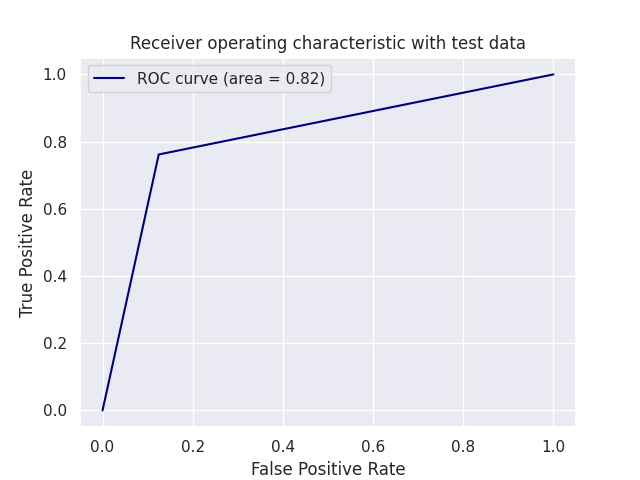 Receiver operating characteristic with test data
ROC curve (area = 0.82)
True Positive Rate
1.0
0.8
0.6
0.4
0.2
0.0
0.0 0.2 0.4 0.6 0.8 1.0
False Positive Rate